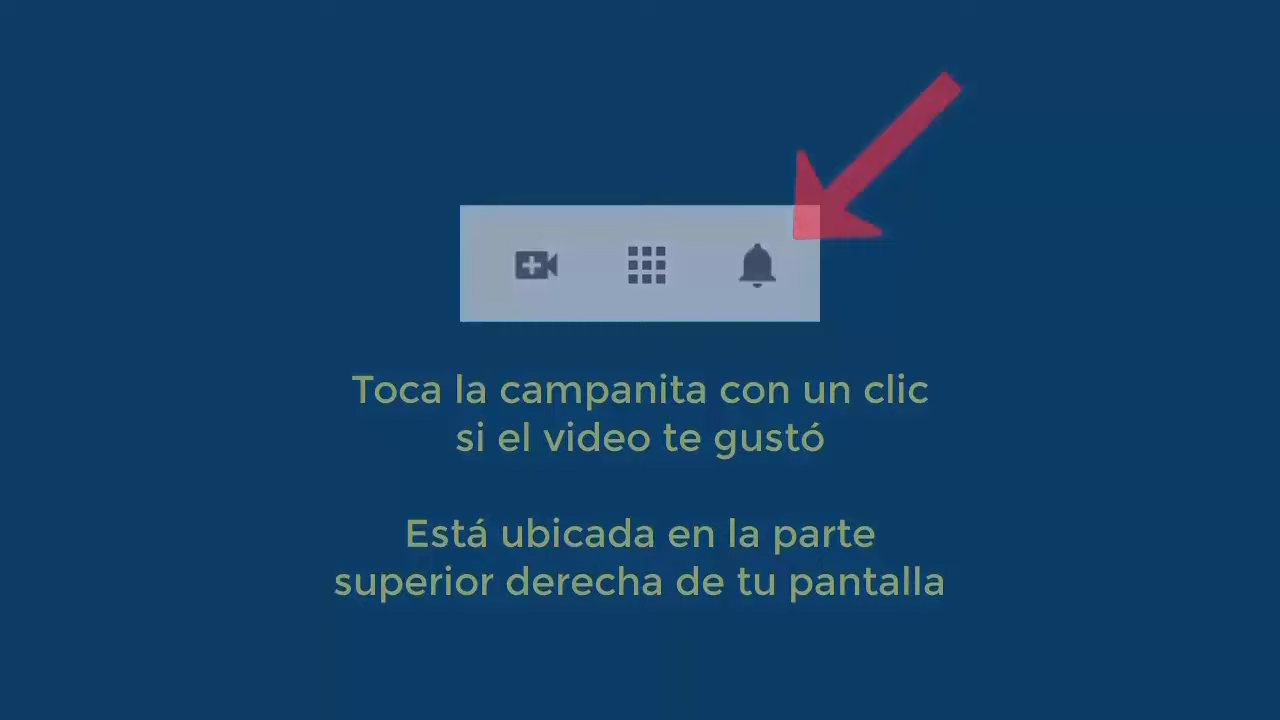 Toca la campanita con un clic
si el video te gustó
Está ubicada en la parte
superior derecha de tu pantalla